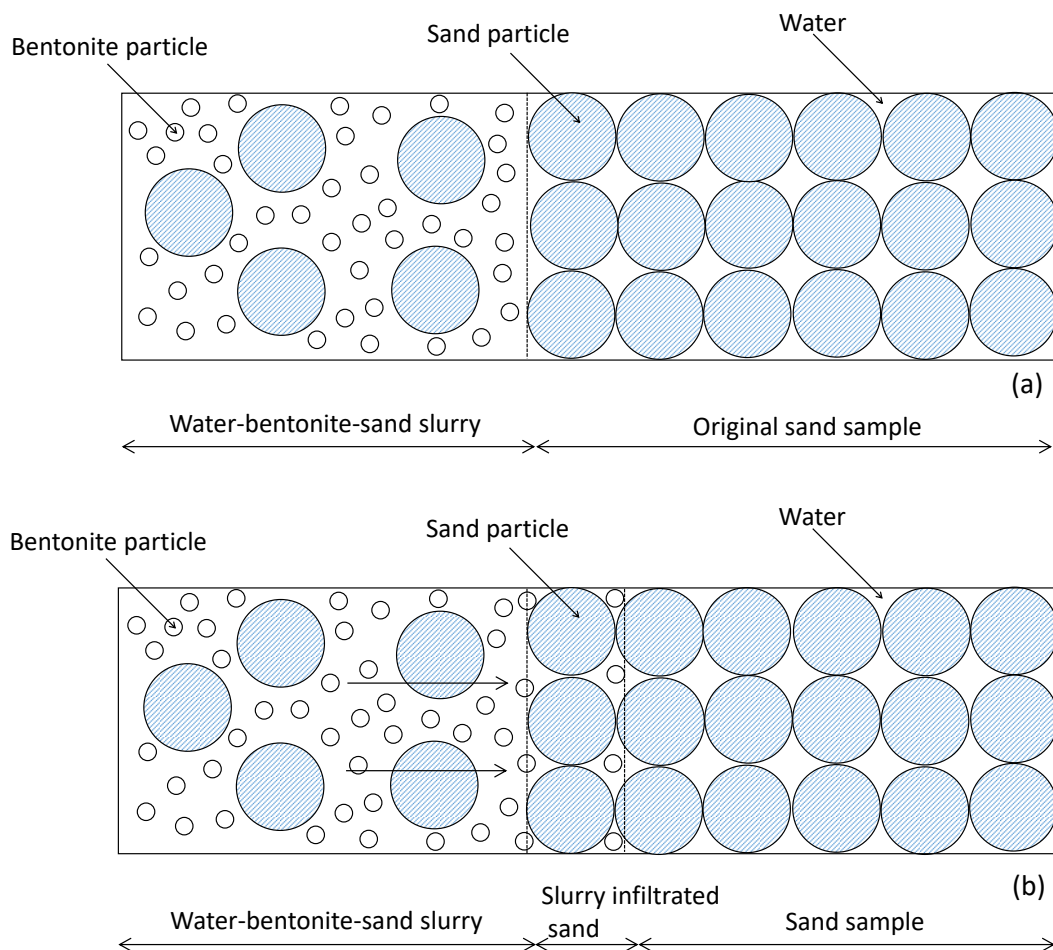 Water
Sand particle
Bentonite particle
(a)
Water-bentonite-sand slurry
Original sand sample
Water
Sand particle
Bentonite particle
(b)
Slurry infiltrated
sand
Water-bentonite-sand slurry
Sand sample